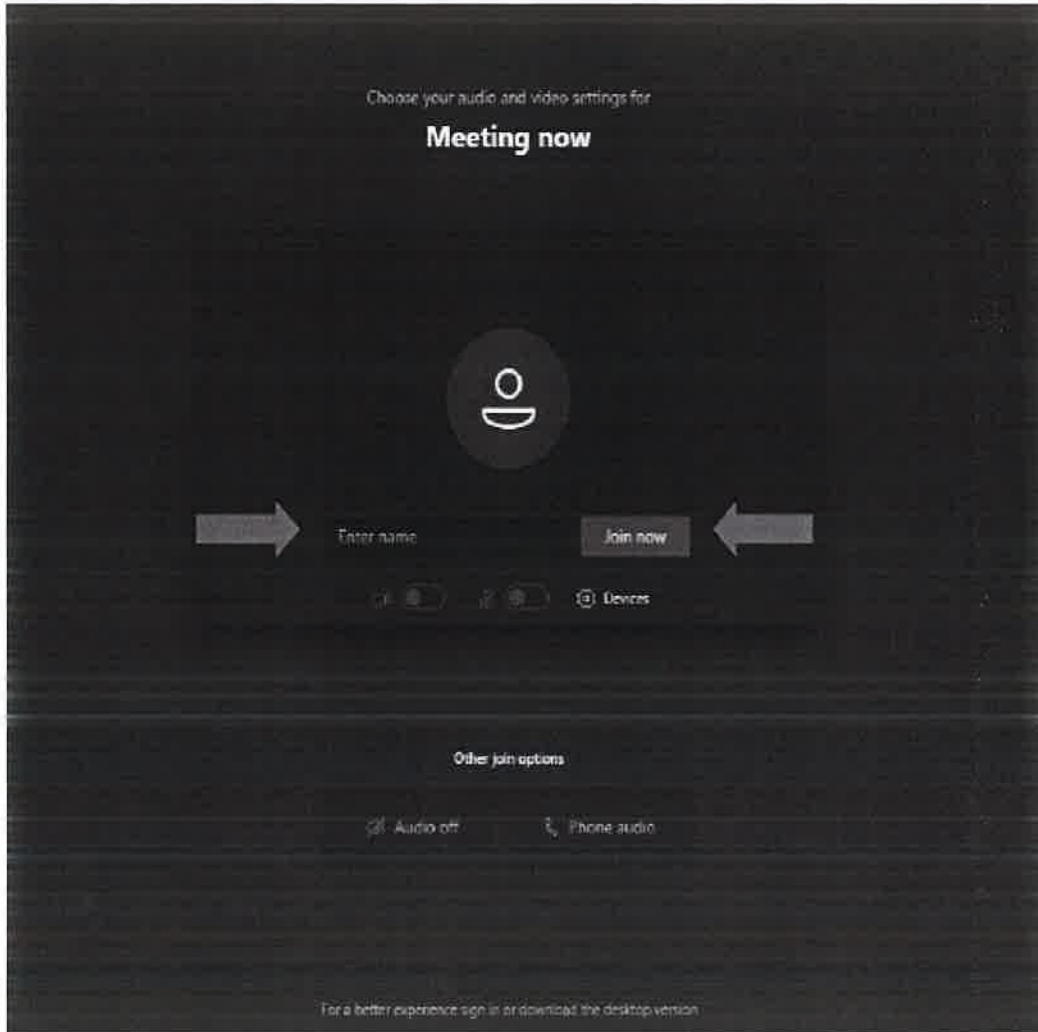 Choose your audio and video settings for
Meeting now
Enter name
Join now
Devices
Other join options
Audio off
Phone audio
For a better experience sign in or download the desktop version